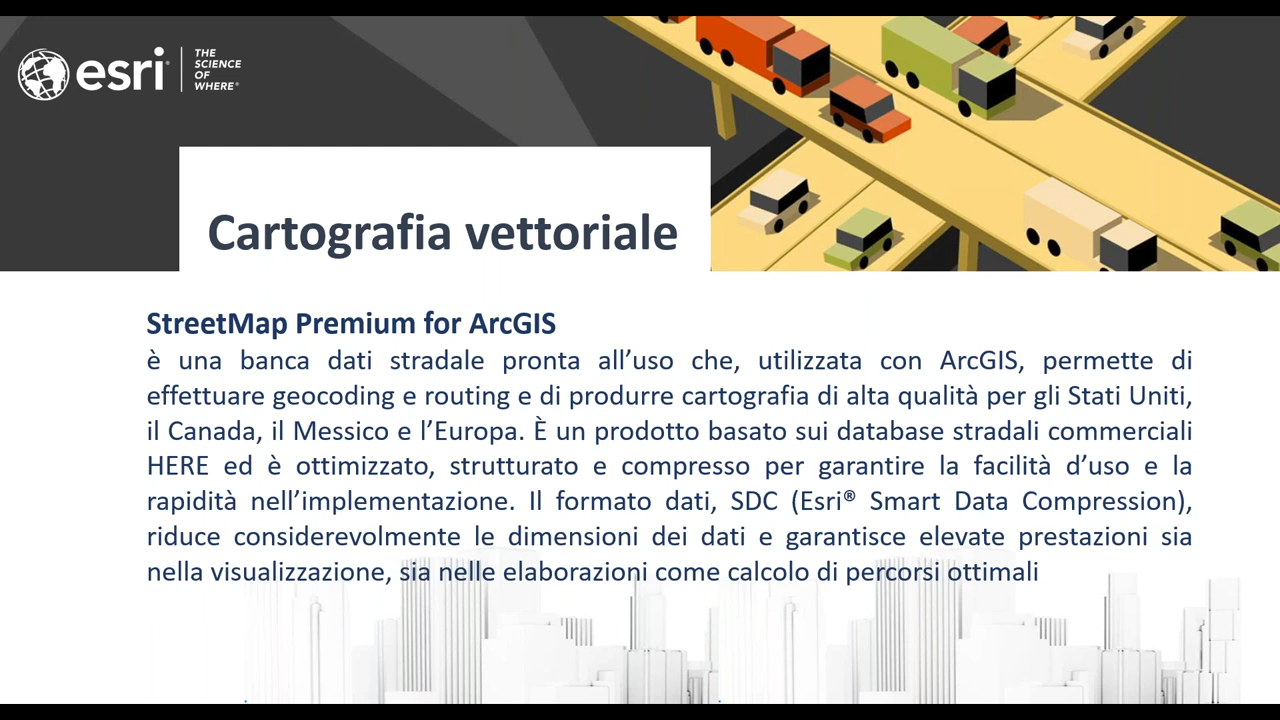 esri
THE
SCIENCE
OF
WHERE®
Cartografia vettoriale
StreetMap Premium for ArcGIS
è una banca dati stradale pronta all’uso che, utilizzata con ArcGIS, permette di
effettuare geocoding e routing e di produrre cartografia di alta qualità per gli Stati Uniti,
il Canada, il Messico e l’Europa. È un prodotto basato sui database stradali commerciali
HERE ed è ottimizzato, strutturato e compresso per garantire la facilità d’uso e la
rapidità nell’implementazione. Il formato dati, SDC (Esri® Smart Data Compression),
riduce considerevolmente le dimensioni dei dati e garantisce elevate prestazioni sia
nella visualizzazione, sia nelle elaborazioni come calcolo di percorsi ottimali